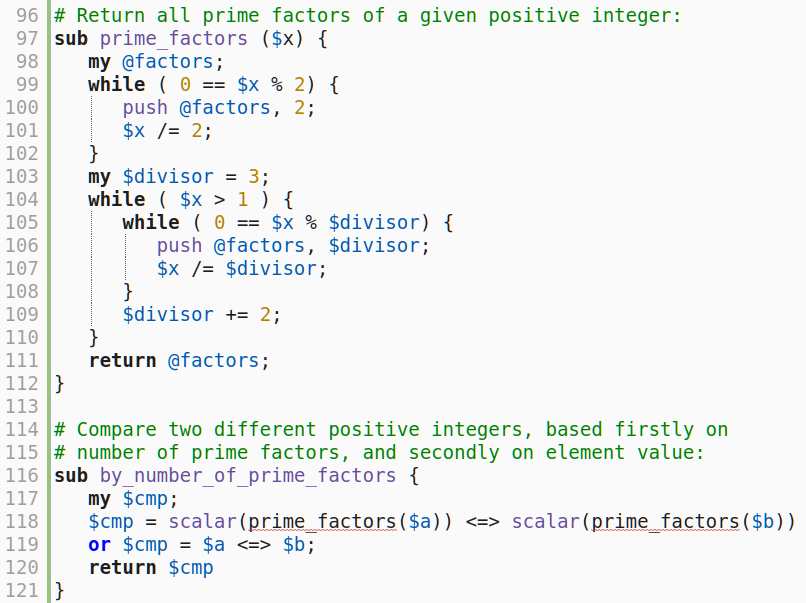 96 # Return all prime factors of a given positive integer:
97 sub prime_factors ($x) {
98    my @factors;
99    while ( 0 == $x % 2) {
100       push @factors, 2;
101       $x /= 2;
102    }
103    my $divisor = 3;
104    while ( $x > 1 ) {
105       while ( 0 == $x % $divisor) {
106          push @factors, $divisor;
107          $x /= $divisor;
108       }
109       $divisor += 2;
110    }
111    return @factors;
112 }
113
114 # Compare two different positive integers, based firstly on
115 # number of prime factors, and secondly on element value:
116 sub by_number_of_prime_factors {
117    my $cmp;
118    $cmp = scalar(prime_factors($a)) <=> scalar(prime_factors($b))
119    or $cmp = $a <=> $b;
120    return $cmp
121 }